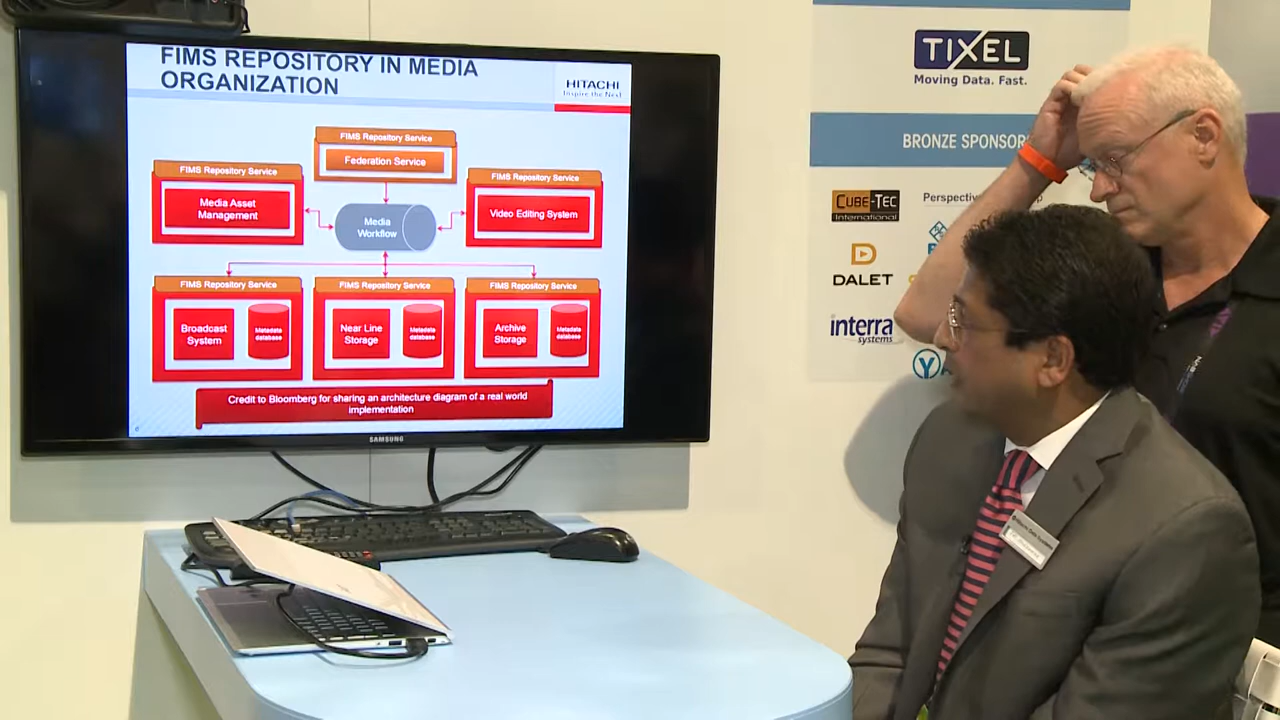 FIMS REPOSITORY IN MEDIA
ORGANIZATION
HITACHI
Inspire the Next
FIMS Repository Service
Federation Service
FIMS Repository Service
Media Asset
Management
FIMS Repository Service
Video Editing System
Media
Workflow
FIMS Repository Service
Broadcast
System
Metadata
database
FIMS Repository Service
Near Line
Storage
Metadata
database
FIMS Repository Service
Archive
Storage
Metadata
database
Credit to Bloomberg for sharing an architecture diagram of a real world
implementation
SAMSUNG
TIXEL
Moving Data. Fast.
BRONZE SPONSORS
CUBE-TEC
International
DALET
interra
systems